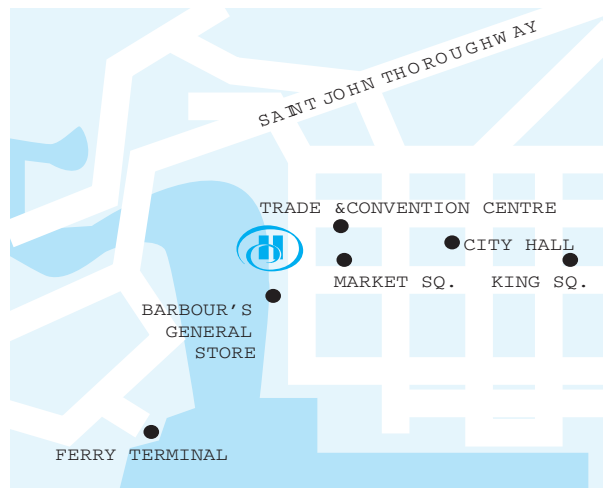 SAINT JOHN THOROUGHWAY
TRADE &CONVENTION CENTRE
H
CITY HALL
MARKET SQ.
KING SQ.
BARBOUR'S
GENERAL
STORE
FERRY TERMINAL